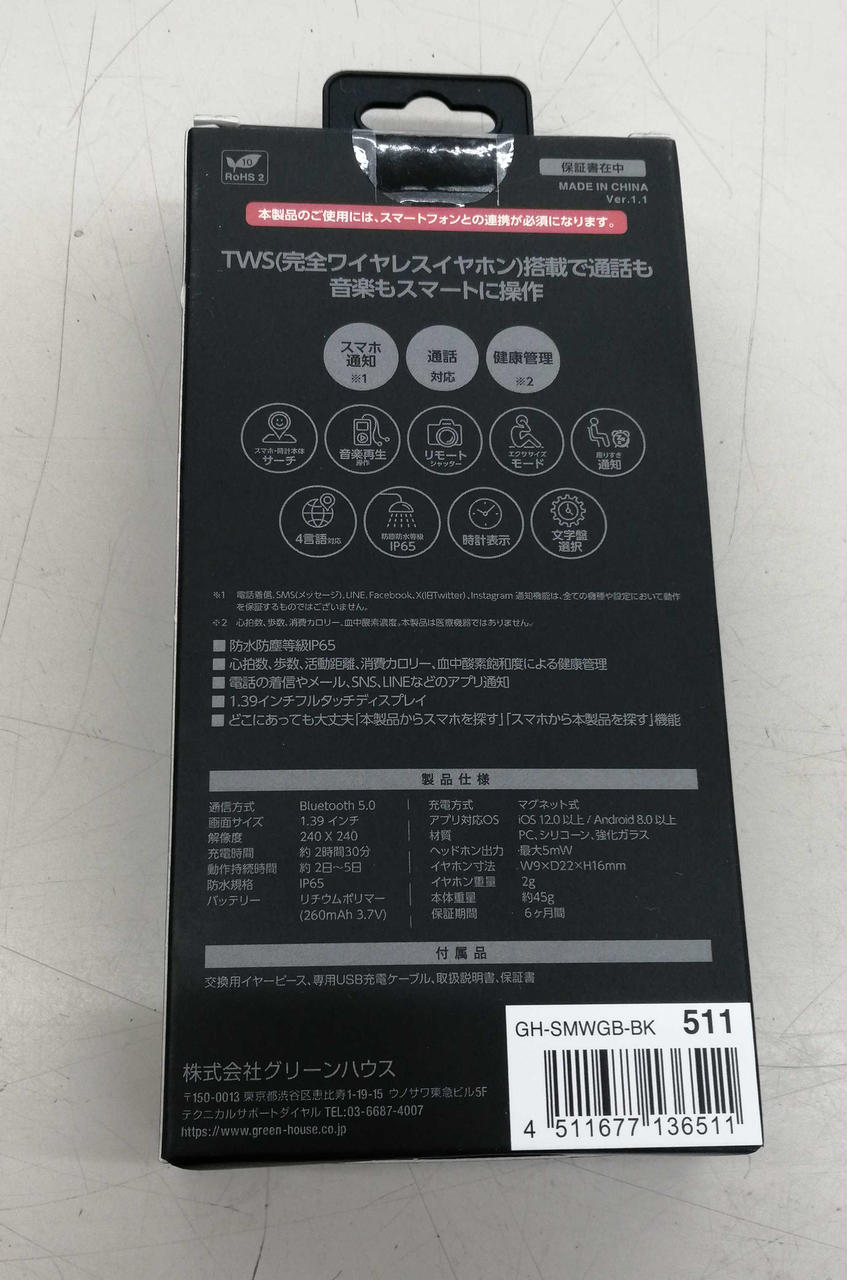 10
RoHS 2
保証書在中
MADE IN CHINA
Ver.1.1
本製品のご使用には、スマートフォンとの連携が必須になります。
TWS(完全ワイヤレスイヤホン)搭載で通話も
音楽もスマートに操作
スマホ
通知
※1
通話
対応
健康管理
※2
スマホ・時計本体
サーチ
音楽再生
操作
リモート
シャッター
エクササイズ
モード
座りすぎ
通知
4言語対応
防塵防水等級
IP65
時計表示
文字盤
選択
※1 電話着信、SMS(メッセージ)、LINE、Facebook、X(旧Twitter)、Instagram 通知機能は、全ての機種や設定において動作
を保証するものではございません。
※2 心拍数、歩数、消費カロリー、血中酸素濃度。本製品は医療機器ではありません。
■ 防水防塵等級IP65
■ 心拍数、歩数、活動距離、消費カロリー、血中酸素飽和度による健康管理
■ 電話の着信やメール、SNS、LINEなどのアプリ通知
■ 1.39インチフルタッチディスプレイ
■ どこにあっても大丈夫「本製品からスマホを探す」「スマホから本製品を探す」機能
製品仕様
通信方式 Bluetooth 5.0
画面サイズ 1.39 インチ
解像度 240 X 240
充電時間 約 2時間30分
動作持続時間 約 2日～5日
防水規格 IP65
バッテリー リチウムポリマー
(260mAh 3.7V)
充電方式 マグネット式
アプリ対応OS iOS 12.0 以上 / Android 8.0 以上
材質 PC、シリコーン、強化ガラス
ヘッドホン出力 最大5mW
イヤホン寸法 W9×D22×H16mm
イヤホン重量 2g
本体重量 約45g
保証期間 6ヶ月間
付属品
交換用イヤーピース、専用USB充電ケーブル、取扱説明書、保証書
GH-SMWGB-BK 511
4 511677 136511
株式会社グリーンハウス
〒150-0013 東京都渋谷区恵比寿1-19-15 ウノサワ東急ビル5F
テクニカルサポートダイヤル TEL:03-6687-4007
https://www.green-house.co.jp